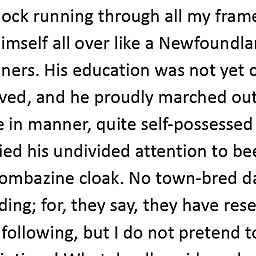 ock running through all my frame
imself all over like a Newfoundla
ners. His education was not yet c
ved, and he proudly marched out
e in manner, quite self-possessed
ied his undivided attention to bee
ombazine cloak. No town-bred da
ding; for, they say, they have rese
following, but I do not pretend to